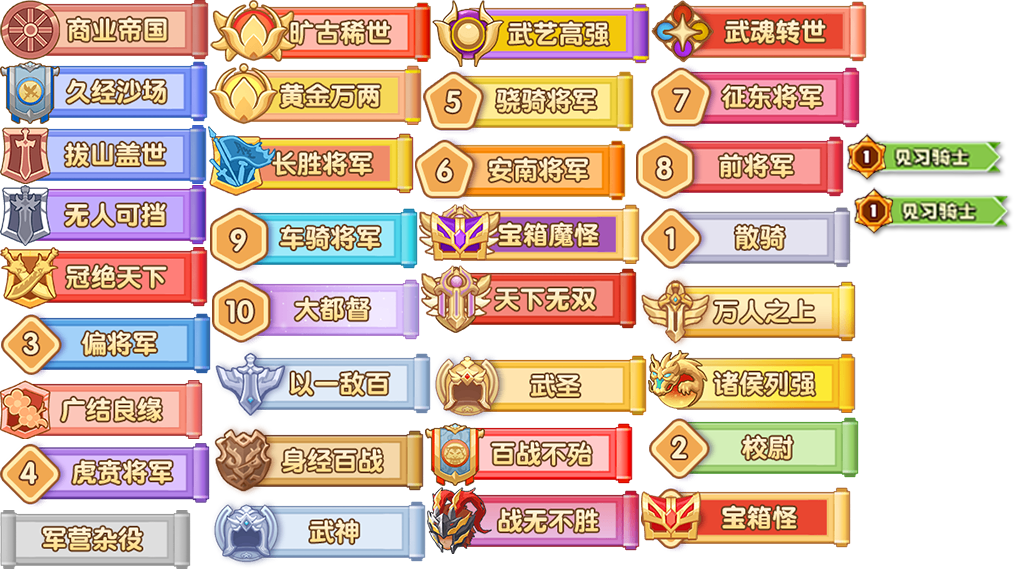 商业帝国
久经沙场
拔山盖世
无人可挡
冠绝天下
3 偏将军
广结良缘
4 虎贲将军
军营杂役
旷古稀世
黄金万两
长胜将军
9 车骑将军
10 大都督
以一敌百
身经百战
武神
武艺高强
5 骁骑将军
6 安南将军
宝箱魔怪
天下无双
武圣
百战不殆
战无不胜
武魂转世
7 征东将军
8 前将军
1 散骑
万人之上
诸侯列强
2 校尉
宝箱怪
1 见习骑士
1 见习骑士